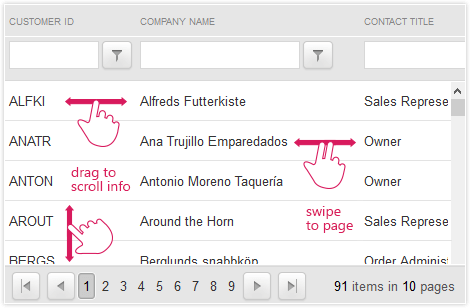 CUSTOMER ID COMPANY NAME CONTACT TITLE
ALFKI Alfreds Futterkiste Sales Represe
ANATR Ana Trujillo Emparedados Owner
drag to
scroll info
ANTON Antonio Moreno Taquería Owner
swipe
to page
AROUT Around the Horn Sales Represe
BERGS Berglunds snabbköp Order Administ
1 2 3 4 5 6 7 8 9 91 items in 10 pages